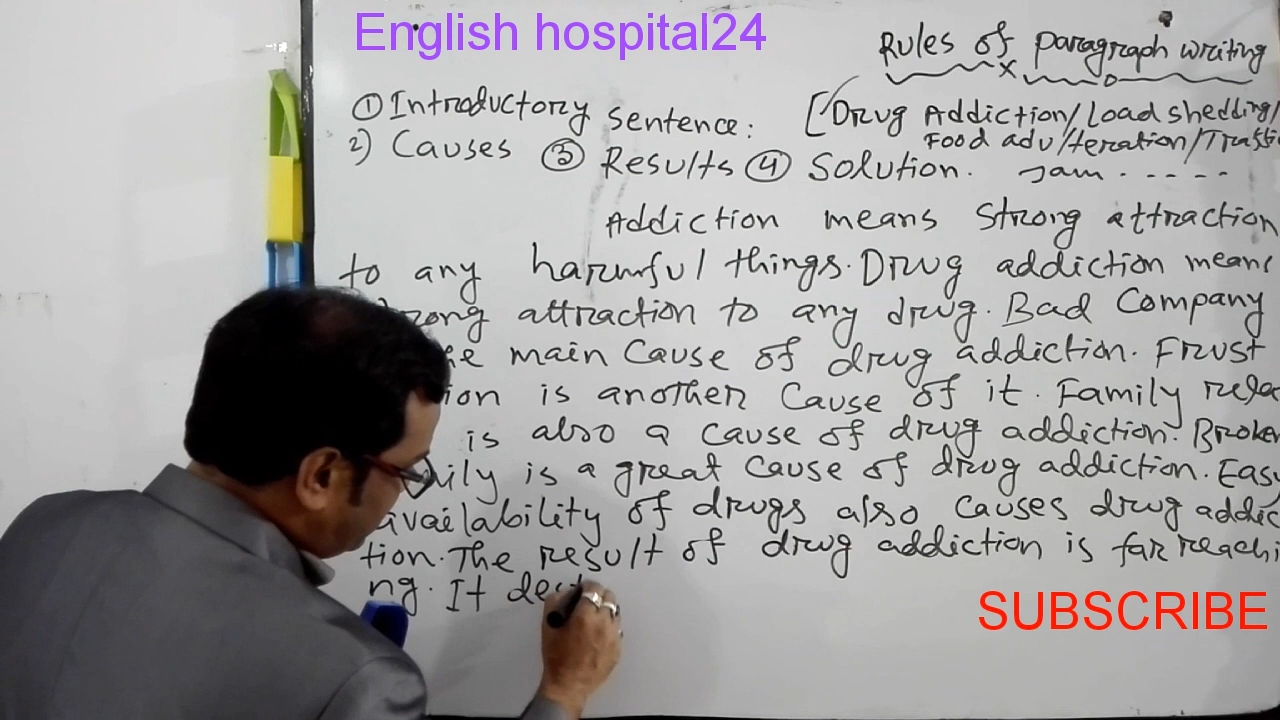 English hospital24
Rules of paragraph writing
① Introductory sentence: [Drug Addiction/Load shedding/
Food adulteration/Traffic
2) Causes ③ Results ④ Solution. Jam . - - - -
Addiction means strong attraction
to any harmful things. Drug addiction means
attraction to any drug. Bad Company
main cause of drug addiction. Frust
is another cause of it. Family
is also a cause of drug addiction. Broken
is a great cause of drug addiction. Easy
availability of drugs also causes drug addic
tion. The result of drug addiction is far reachi
ng. It
SUBSCRIBE